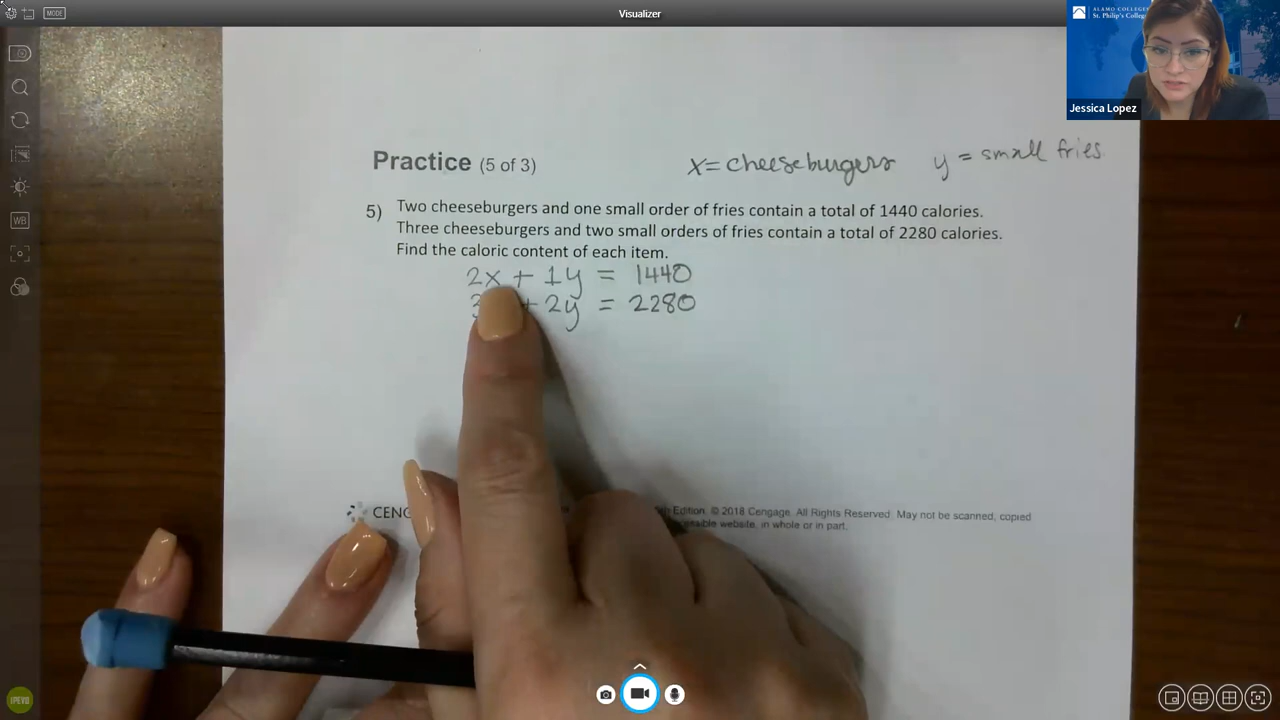 MODE
Visualizer
ALAMO COLLEGES
St. Philip's College
Jessica Lopez
Practice (5 of 3)
x = cheeseburgers y = small fries
5) Two cheeseburgers and one small order of fries contain a total of 1440 calories.
Three cheeseburgers and two small orders of fries contain a total of 2280 calories.
Find the caloric content of each item.
2x + 1y = 1440
3 + 2y = 2280
WB
CENG
Edition. © 2018 Cengage. All Rights Reserved. May not be scanned, copied
website, in whole or in part.
IPEVO